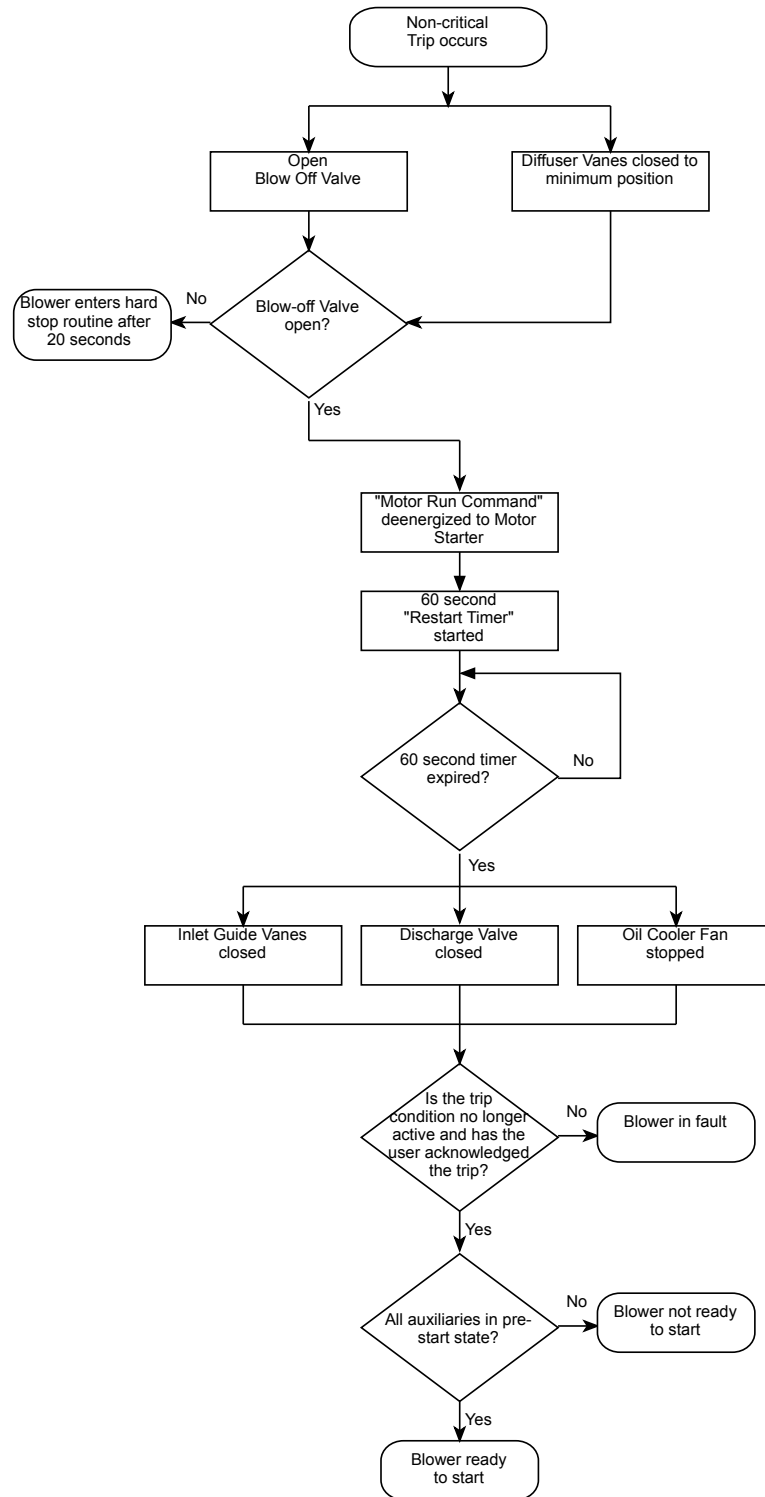 Non-critical
Trip occurs
Open
Blow Off Valve
Diffuser Vanes closed to
minimum position
Blower enters hard
stop routine after
20 seconds
No
Blow-off Valve
open?
Yes
"Motor Run Command"
deenergized to Motor
Starter
60 second
"Restart Timer"
started
60 second timer
expired?
No
Yes
Inlet Guide Vanes
closed
Discharge Valve
closed
Oil Cooler Fan
stopped
Is the trip
condition no longer
active and has the
user acknowledged
the trip?
No
Blower in fault
Yes
All auxiliaries in pre-
start state?
No
Blower not ready
to start
Yes
Blower ready
to start